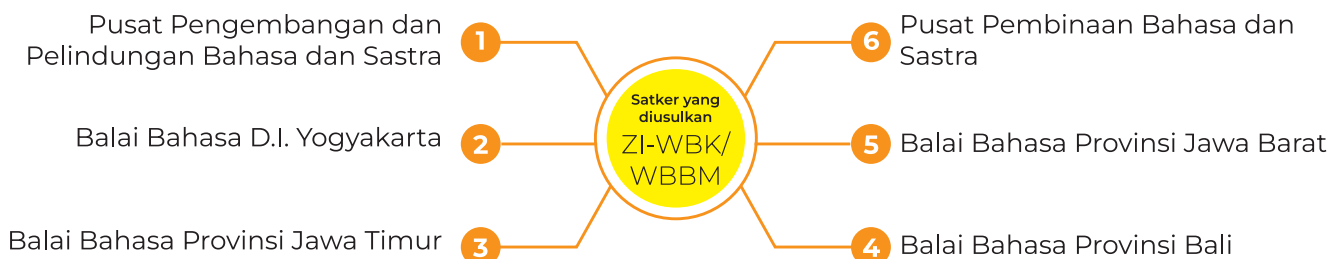 Pusat Pengembangan dan
Pelindungan Bahasa dan Sastra
1
Balai Bahasa D.I. Yogyakarta
2
Balai Bahasa Provinsi Jawa Timur
3
Satker yang
diusulkan
ZI-WBK/
WBBM
6
Pusat Pembinaan Bahasa dan
Sastra
5
Balai Bahasa Provinsi Jawa Barat
4
Balai Bahasa Provinsi Bali